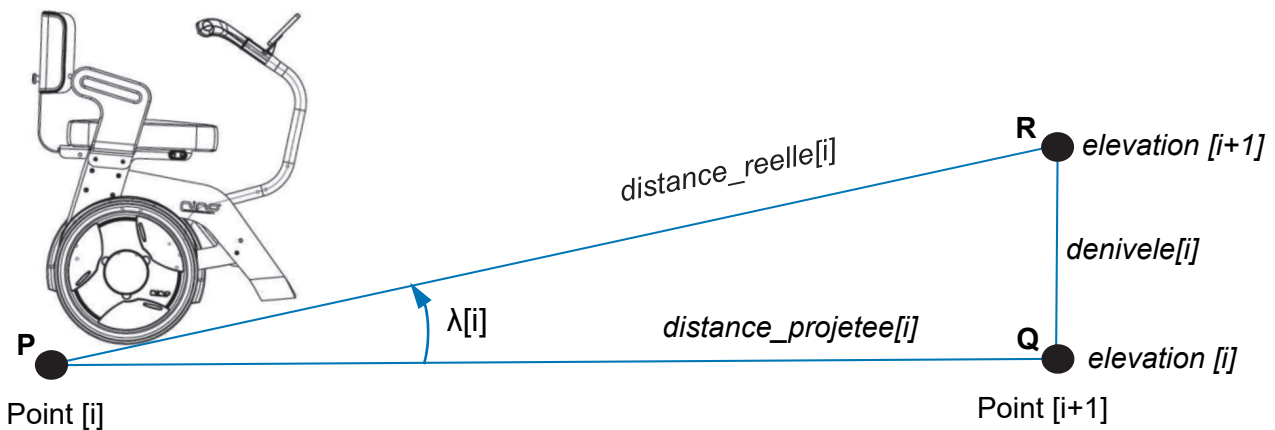 R
elevation [i+1]
distance_reelle[i]
denivele[i]
λ[i]
distance_projetee[i]
P
Q
elevation [i]
Point [i]
Point [i+1]